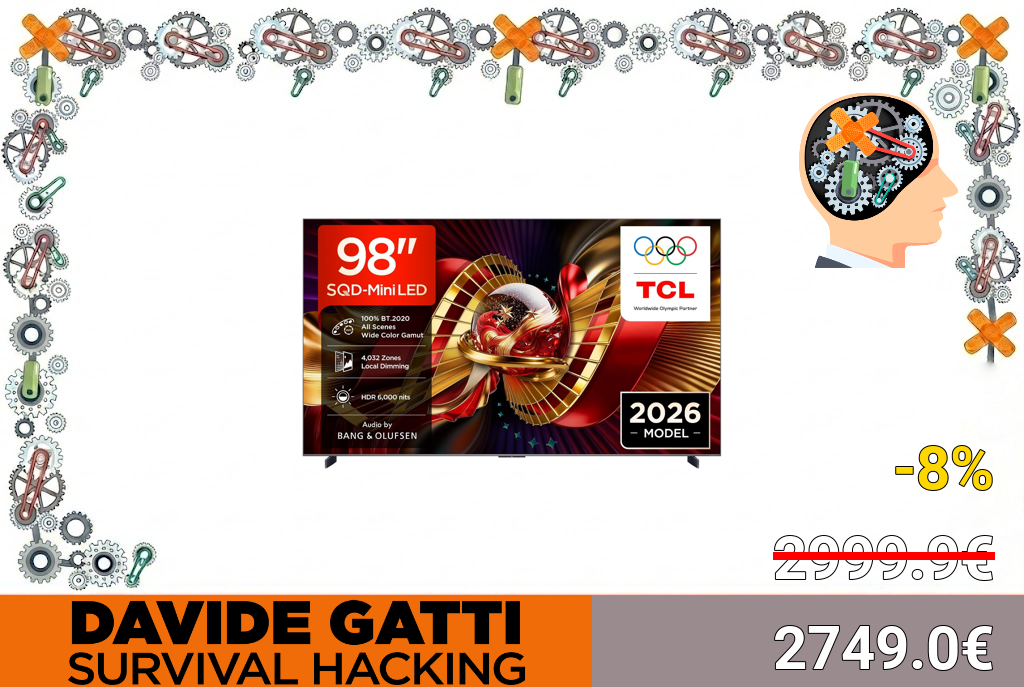 98"
SQD-Mini LED
100% BT.2020
All Scenes
Wide Color Gamut
4,032 Zones
Local Dimming
HDR 6,000 nits
Audio by
BANG & OLUFSEN
TCL
Worldwide Olympic Partner
2026
- MODEL -
-8%
2999.9€
2749.0€
DAVIDE GATTI
SURVIVAL HACKING